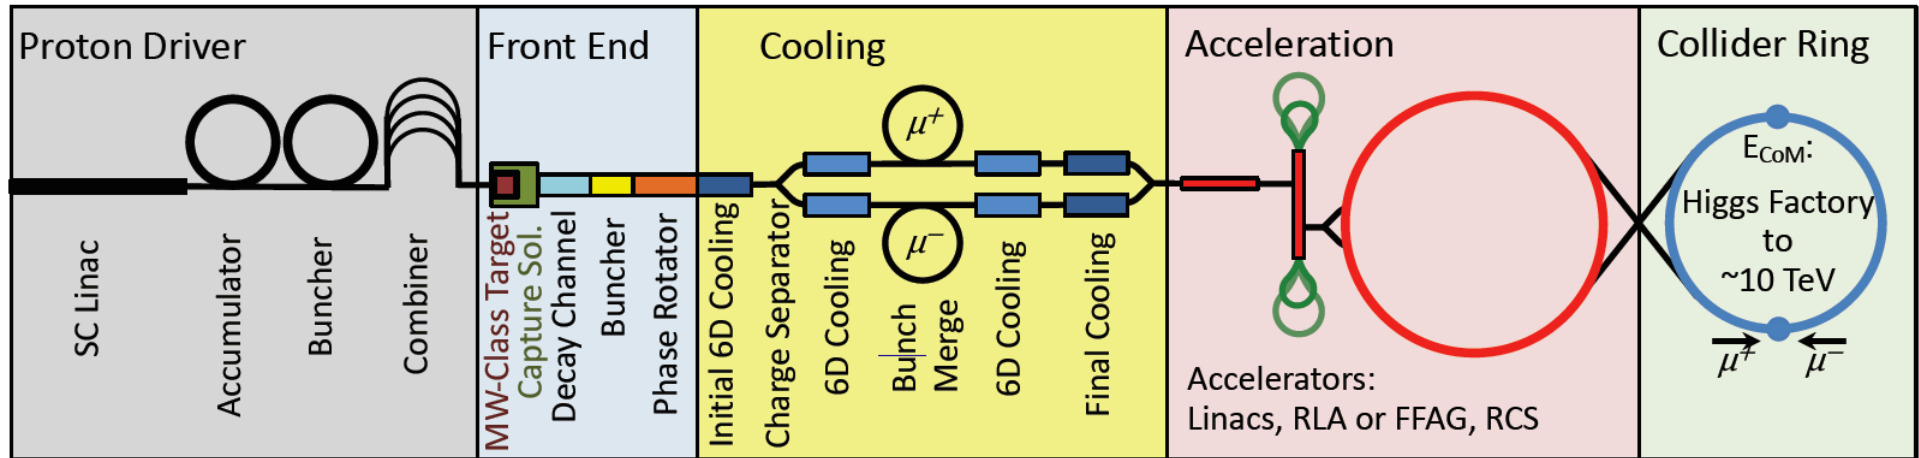 Proton Driver
SC Linac
Accumulator
Buncher
Combiner
Front End
MW-Class Target
Capture Sol.
Decay Channel
Buncher
Phase Rotator
Cooling
μ+
μ−
Initial 6D Cooling
Charge Separator
6D Cooling
Bunch
Merge
6D Cooling
Final Cooling
Acceleration
Accelerators:
Linacs, RLA or FFAG, RCS
Collider Ring
ECoM:
Higgs Factory
to
~10 TeV
μ+ μ−